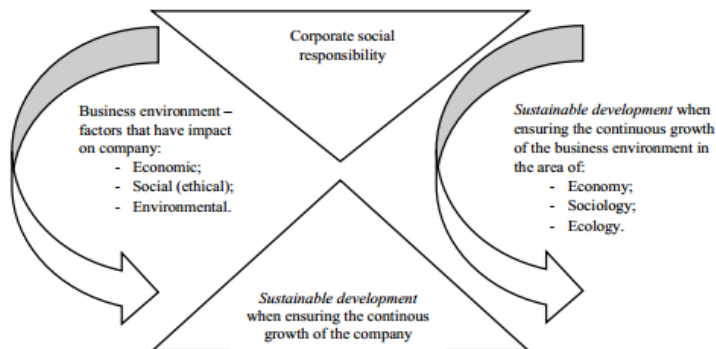 Corporate social
responsibility
Business environment –
factors that have impact
on company:
- Economic;
- Social (ethical);
- Environmental.
Sustainable development when
ensuring the continuous growth
of the business environment in
the area of:
- Economy;
- Sociology;
- Ecology.
Sustainable development
when ensuring the continous
growth of the company